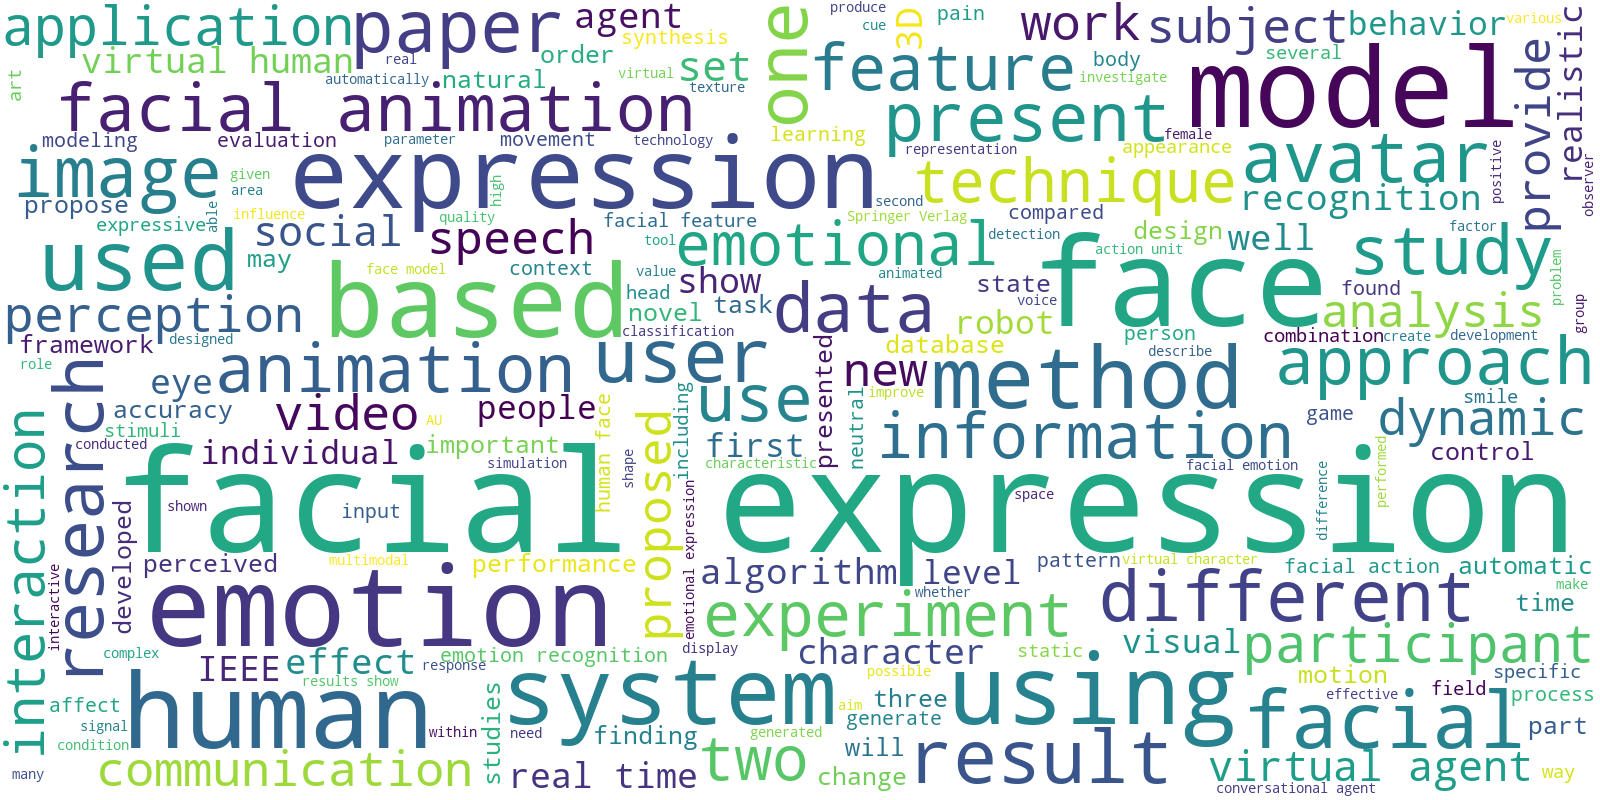 application
paper
agent
one
produce
cue
pain
3D
work
subject
behavior
various
virtual human
real
order
synthesis
set
feature
body
several
model
provide
realistic
art
automatically
natural
virtual
texture
investigate
facial animation
present
modeling
evaluation
parameter
movement
technology
learning
female
representation
appearance
avatar
positive
observer
image
expression
technique
recognition
given
area
high
propose
able
influence
quality
facial feature
second
Springer Verlag
compared
expressive
social
speech
tool
emotional
detection
design
well
factor
used
may
based
face model
context
value
show
animated
state
face
action unit
study
found
problem
head
novel
task
data
voice
robot
person
analysis
group
perception
designed
classification
framework
role
animation
user
presented
database
new
method
describe
combination
create
development
approach
research
eye
use
improve
information
game
smile
dynamic
accuracy
stimuli
conducted
video
AU
people
human face
proposed
including
first
neutral
interaction
individual
important
simulation
shape
characteristic
facial emotion
control
performed
facial expression
developed
shown
input
emotional expression
space
difference
perceived
multimodal
performance
algorithm
level
pattern
virtual character
facial action
automatic
make
interactive
emotion
experiment
whether
different
time
complex
IEEE
effect
emotion recognition
response
results show
display
character
possible
static
visual
participant
motion
specific
affect
signal
condition
human
within
studies
system
need
finding
aim
three
generate
generated
using
effective
field
process
facial
part
many
communication
real time
two
will
change
result
virtual agent
way
conversational agent